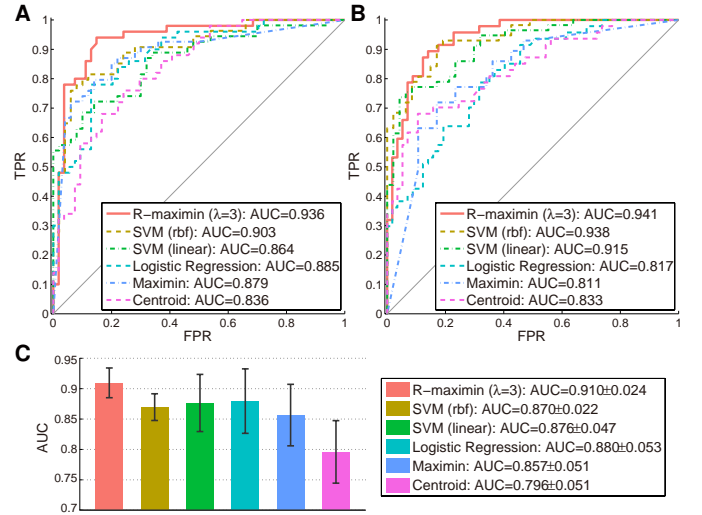 A
1
0.9
0.8
0.7
0.6
0.5
0.4
0.3
0.2
0.1
0
TPR
R−maximin (λ=3): AUC=0.936
SVM (rbf): AUC=0.903
SVM (linear): AUC=0.864
Logistic Regression: AUC=0.885
Maximin: AUC=0.879
Centroid: AUC=0.836
0 0.2 0.4 0.6 0.8 1
FPR
B
1
0.9
0.8
0.7
0.6
0.5
0.4
0.3
0.2
0.1
0
TPR
R−maximin (λ=3): AUC=0.941
SVM (rbf): AUC=0.938
SVM (linear): AUC=0.915
Logistic Regression: AUC=0.817
Maximin: AUC=0.811
Centroid: AUC=0.833
0 0.2 0.4 0.6 0.8 1
FPR
C
0.95
0.9
0.85
0.8
0.75
0.7
AUC
R−maximin (λ=3): AUC=0.910±0.024
SVM (rbf): AUC=0.870±0.022
SVM (linear): AUC=0.876±0.047
Logistic Regression: AUC=0.880±0.053
Maximin: AUC=0.857±0.051
Centroid: AUC=0.796±0.051